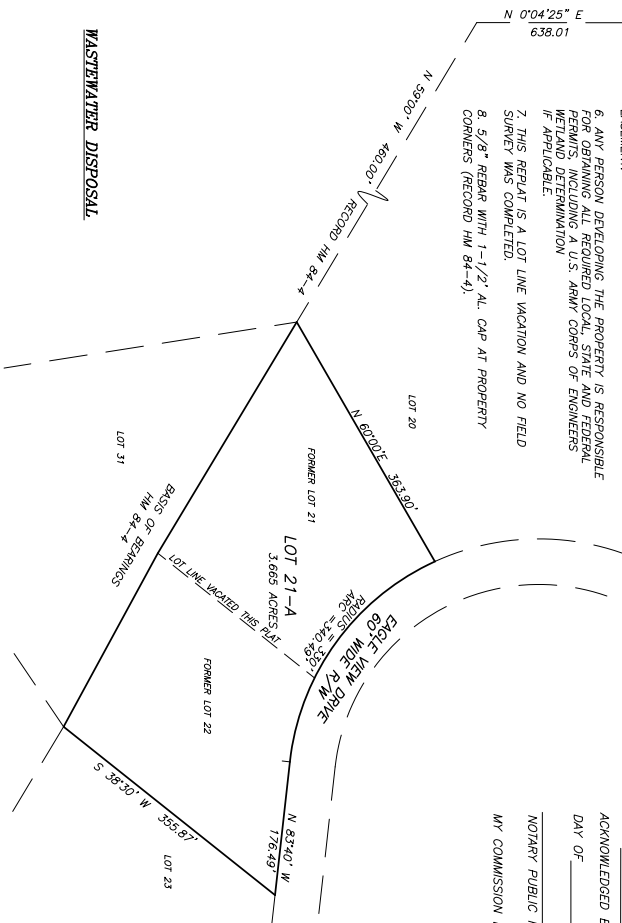 N 0°04'25" E
638.01
6. ANY PERSON DEVELOPING THE PROPERTY IS RESPONSIBLE
FOR OBTAINING ALL REQUIRED LOCAL, STATE AND FEDERAL
PERMITS, INCLUDING A U.S. ARMY CORPS OF ENGINEERS
WETLAND DETERMINATION
IF APPLICABLE.
7. THIS REPLAT IS A LOT LINE VACATION AND NO FIELD
SURVEY WAS COMPLETED.
8. 5/8" REBAR WITH 1-1/2' AL. CAP AT PROPERTY
CORNERS (RECORD HM 84-4).
N 59°00' W 460.00'
RECORD HM 84-4
WASTEWATER DISPOSAL
LOT 20
N 60°00'E 363.90'
FORMER LOT 21
LOT 21-A
3.665 ACRES
RADIUS = 330'
ARC =340.49'
EAGLE VIEW DRIVE
60' WIDE R/W
LOT LINE VACATED THIS PLAT
LOT 31
BASIS OF BEARINGS
HM 84-4
FORMER LOT 22
N 83°40' W
176.49'
S 38°30' W 355.87'
LOT 23
ACKNOWLEDGED
DAY OF
NOTARY PUBLIC
MY COMMISSION